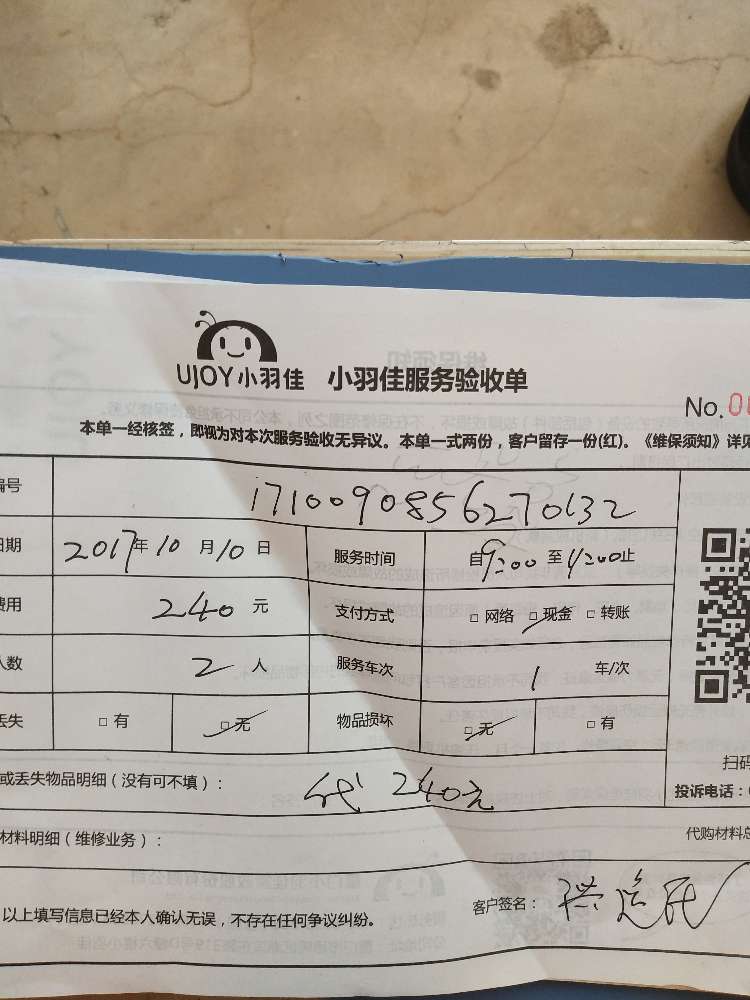 UJOY小羽佳 小羽佳服务验收单
No.
本单一经核签，即视为对本次服务验收无异议。本单一式两份，客户留存一份(红)。《维保须知》详见
编号 1710090856270132
日期 2017年10月10日 服务时间 自9:00至4:00止
费用 240元 支付方式 □网络 □现金 □转账
人数 2人 服务车次 1 车/次
丢失 □有 □无 物品损坏 □无 □有
扫码
或丢失物品明细（没有可不填）： 240元 投诉电话：
材料明细（维修业务）： 代购材料总
以上填写信息已经本人确认无误，不存在任何争议纠纷。 客户签名：